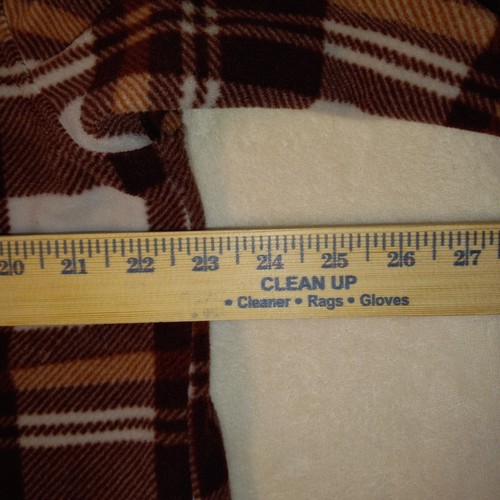 20 21 22 23 24 25 26 27
CLEAN UP
• Cleaner • Rags • Gloves